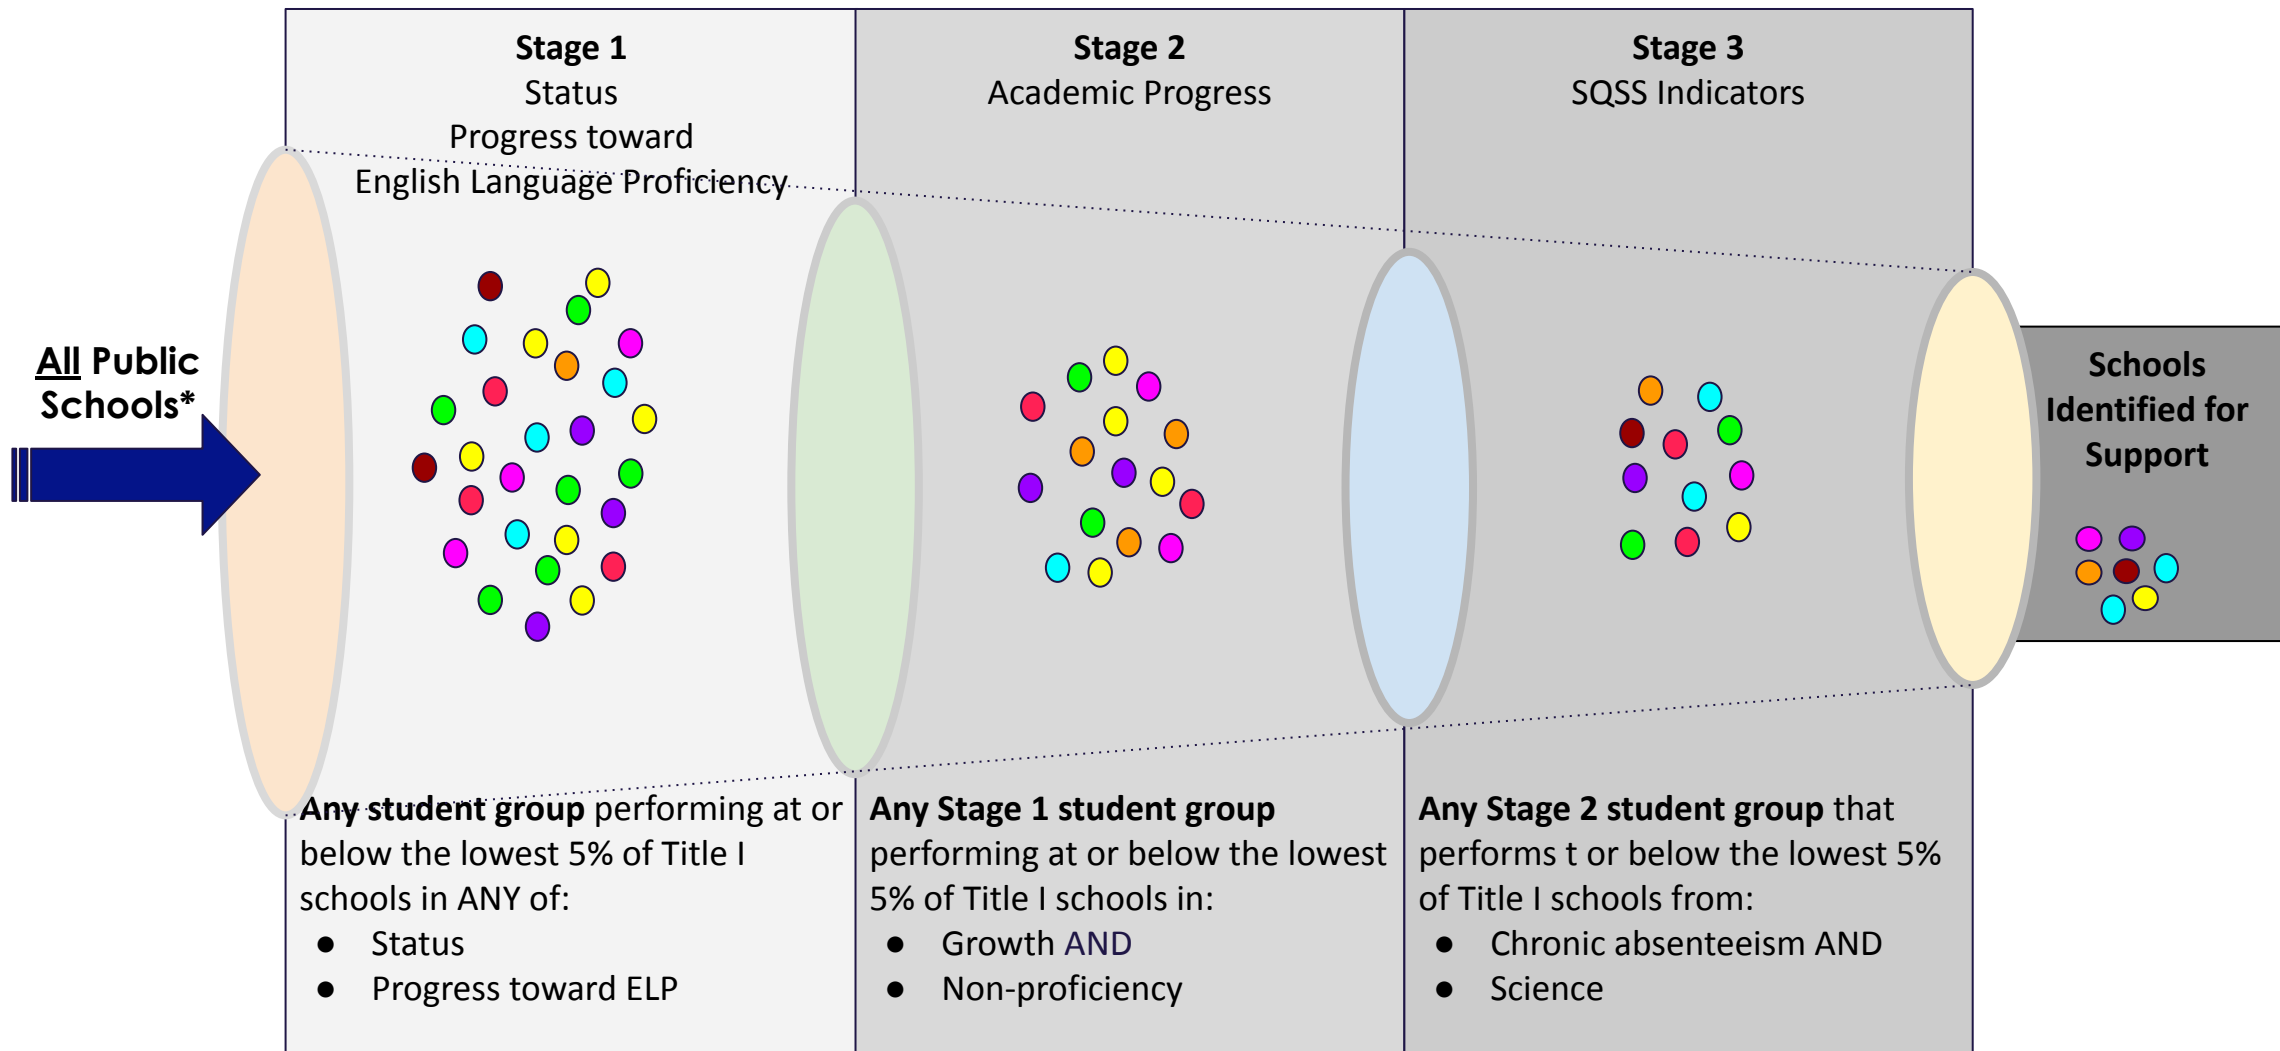 Stage 1
Status
Progress toward
English Language Proficiency
Stage 2
Academic Progress
Stage 3
SQSS Indicators
All Public
Schools*
Schools
Identified for
Support
Any student group performing at or
below the lowest 5% of Title I
schools in ANY of:
● Status
● Progress toward ELP
Any Stage 1 student group
performing at or below the lowest
5% of Title I schools in:
● Growth AND
● Non-proficiency
Any Stage 2 student group that
performs t or below the lowest 5%
of Title I schools from:
● Chronic absenteeism AND
● Science